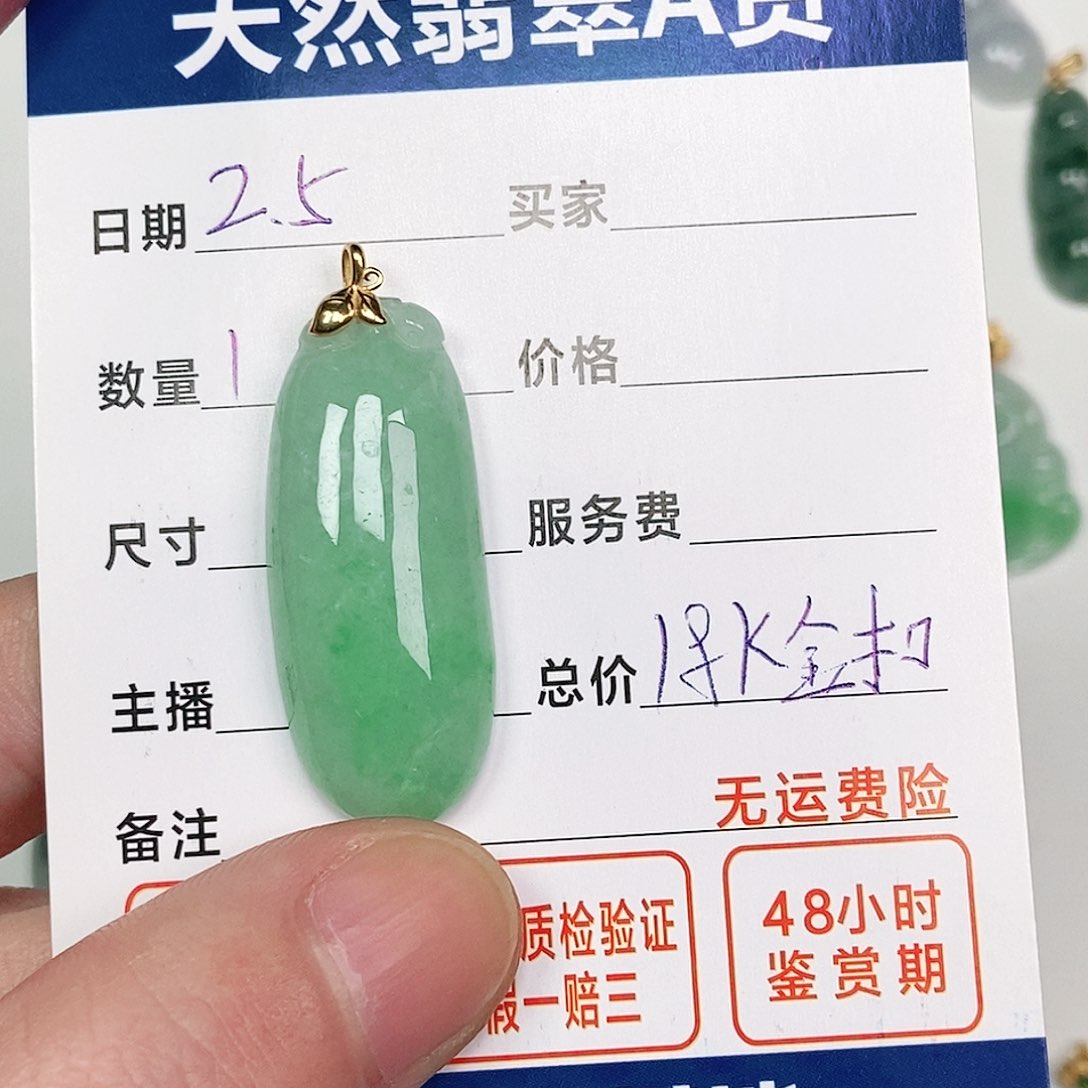 天然翡翠A货
日期 2.5 买家
数量 1 价格
尺寸 服务费
主播 总价 18K金扣
备注 无运费险
质检验证 48小时
假一赔三 鉴赏期